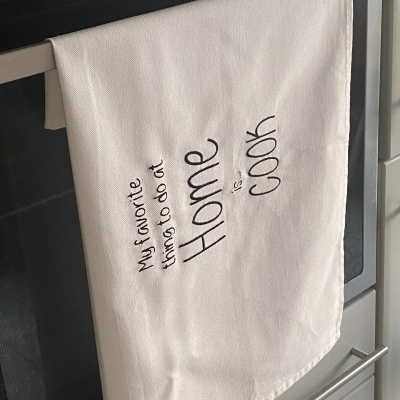 My favorite
thing to do at
Home
is...
cook